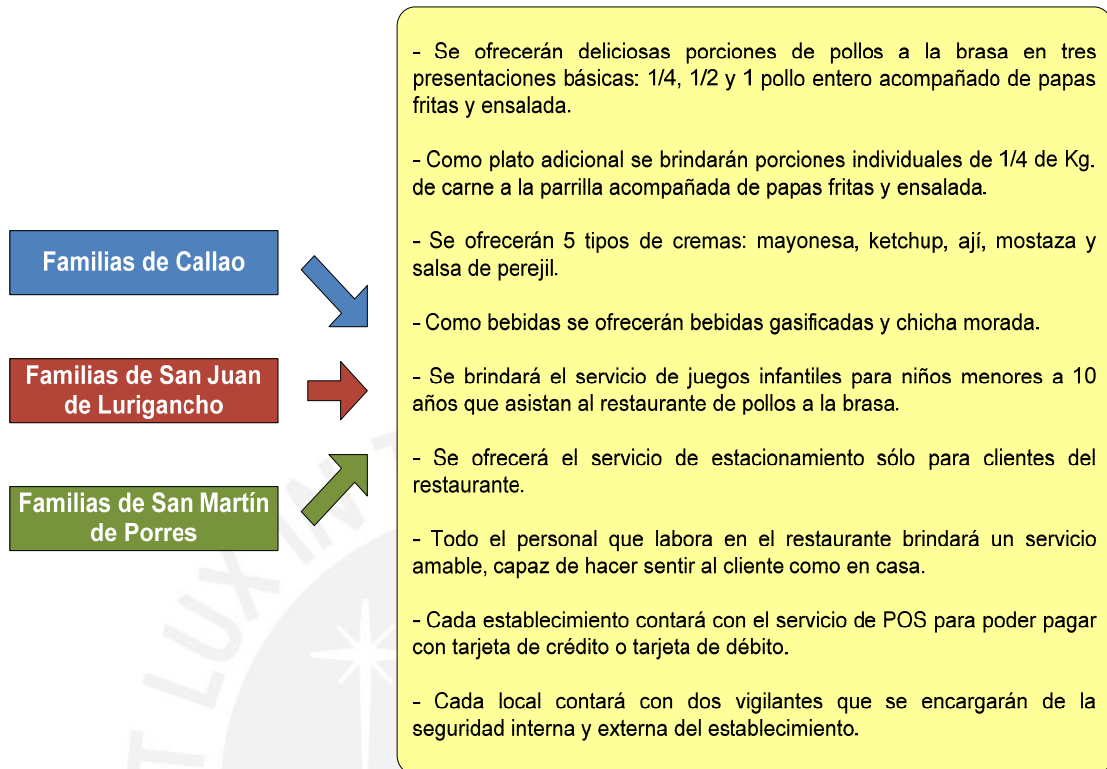 Familias de Callao
Familias de San Juan
de Lurigancho
Familias de San Martín
de Porres
- Se ofrecerán deliciosas porciones de pollos a la brasa en tres
presentaciones básicas: 1/4, 1/2 y 1 pollo entero acompañado de papas
fritas y ensalada.
- Como plato adicional se brindarán porciones individuales de 1/4 de Kg.
de carne a la parrilla acompañada de papas fritas y ensalada.
- Se ofrecerán 5 tipos de cremas: mayonesa, ketchup, ají, mostaza y
salsa de perejil.
- Como bebidas se ofrecerán bebidas gasificadas y chicha morada.
- Se brindará el servicio de juegos infantiles para niños menores a 10
años que asistan al restaurante de pollos a la brasa.
- Se ofrecerá el servicio de estacionamiento sólo para clientes del
restaurante.
- Todo el personal que labora en el restaurante brindará un servicio
amable, capaz de hacer sentir al cliente como en casa.
- Cada establecimiento contará con el servicio de POS para poder pagar
con tarjeta de crédito o tarjeta de débito.
- Cada local contará con dos vigilantes que se encargarán de la
seguridad interna y externa del establecimiento.
LUX IN